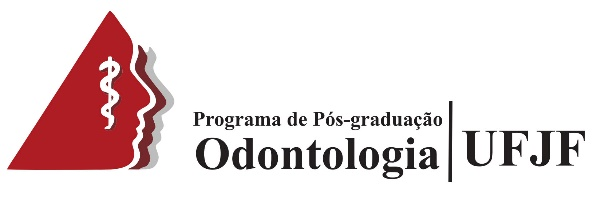 Programa de Pós-graduação
Odontologia
UFJF